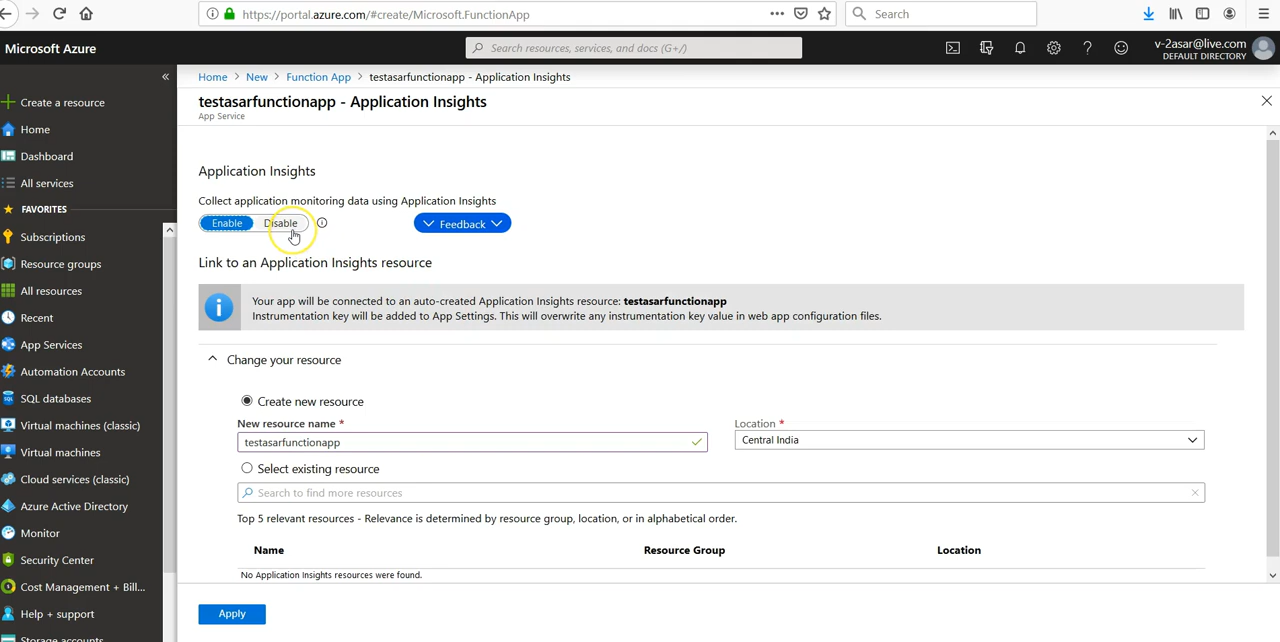 https://portal.azure.com/#create/Microsoft.FunctionApp
Search
Microsoft Azure
Search resources, services, and docs (G+/)
v-2asar@live.com
DEFAULT DIRECTORY
Home > New > Function App > testasarfunctionapp - Application Insights
testasarfunctionapp - Application Insights
App Service
Create a resource
Home
Dashboard
All services
FAVORITES
Subscriptions
Resource groups
All resources
Recent
App Services
Automation Accounts
SQL databases
Virtual machines (classic)
Virtual machines
Cloud services (classic)
Azure Active Directory
Monitor
Security Center
Cost Management + Bill...
Help + support
Storage accounts
Application Insights
Collect application monitoring data using Application Insights
Enable Disable
Feedback
Link to an Application Insights resource
Your app will be connected to an auto-created Application Insights resource: testasarfunctionapp
Instrumentation key will be added to App Settings. This will overwrite any instrumentation key value in web app configuration files.
Change your resource
Create new resource
New resource name *
testasarfunctionapp
Location *
Central India
Select existing resource
Search to find more resources
Top 5 relevant resources - Relevance is determined by resource group, location, or in alphabetical order.
Name Resource Group Location
No Application Insights resources were found.
Apply